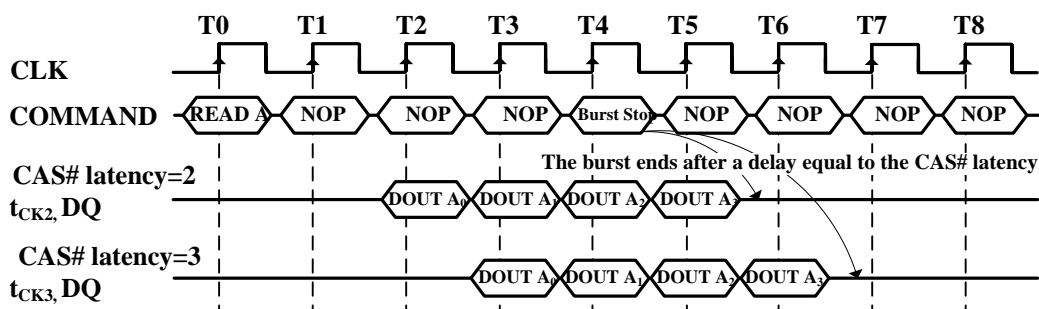 T0 T1 T2 T3 T4 T5 T6 T7 T8
CLK
COMMAND READ A NOP NOP NOP Burst Stop NOP NOP NOP NOP
The burst ends after a delay equal to the CAS# latency
CAS# latency=2
tCK2, DQ DOUT A0 DOUT A1 DOUT A2 DOUT A3
CAS# latency=3
tCK3, DQ DOUT A0 DOUT A1 DOUT A2 DOUT A3